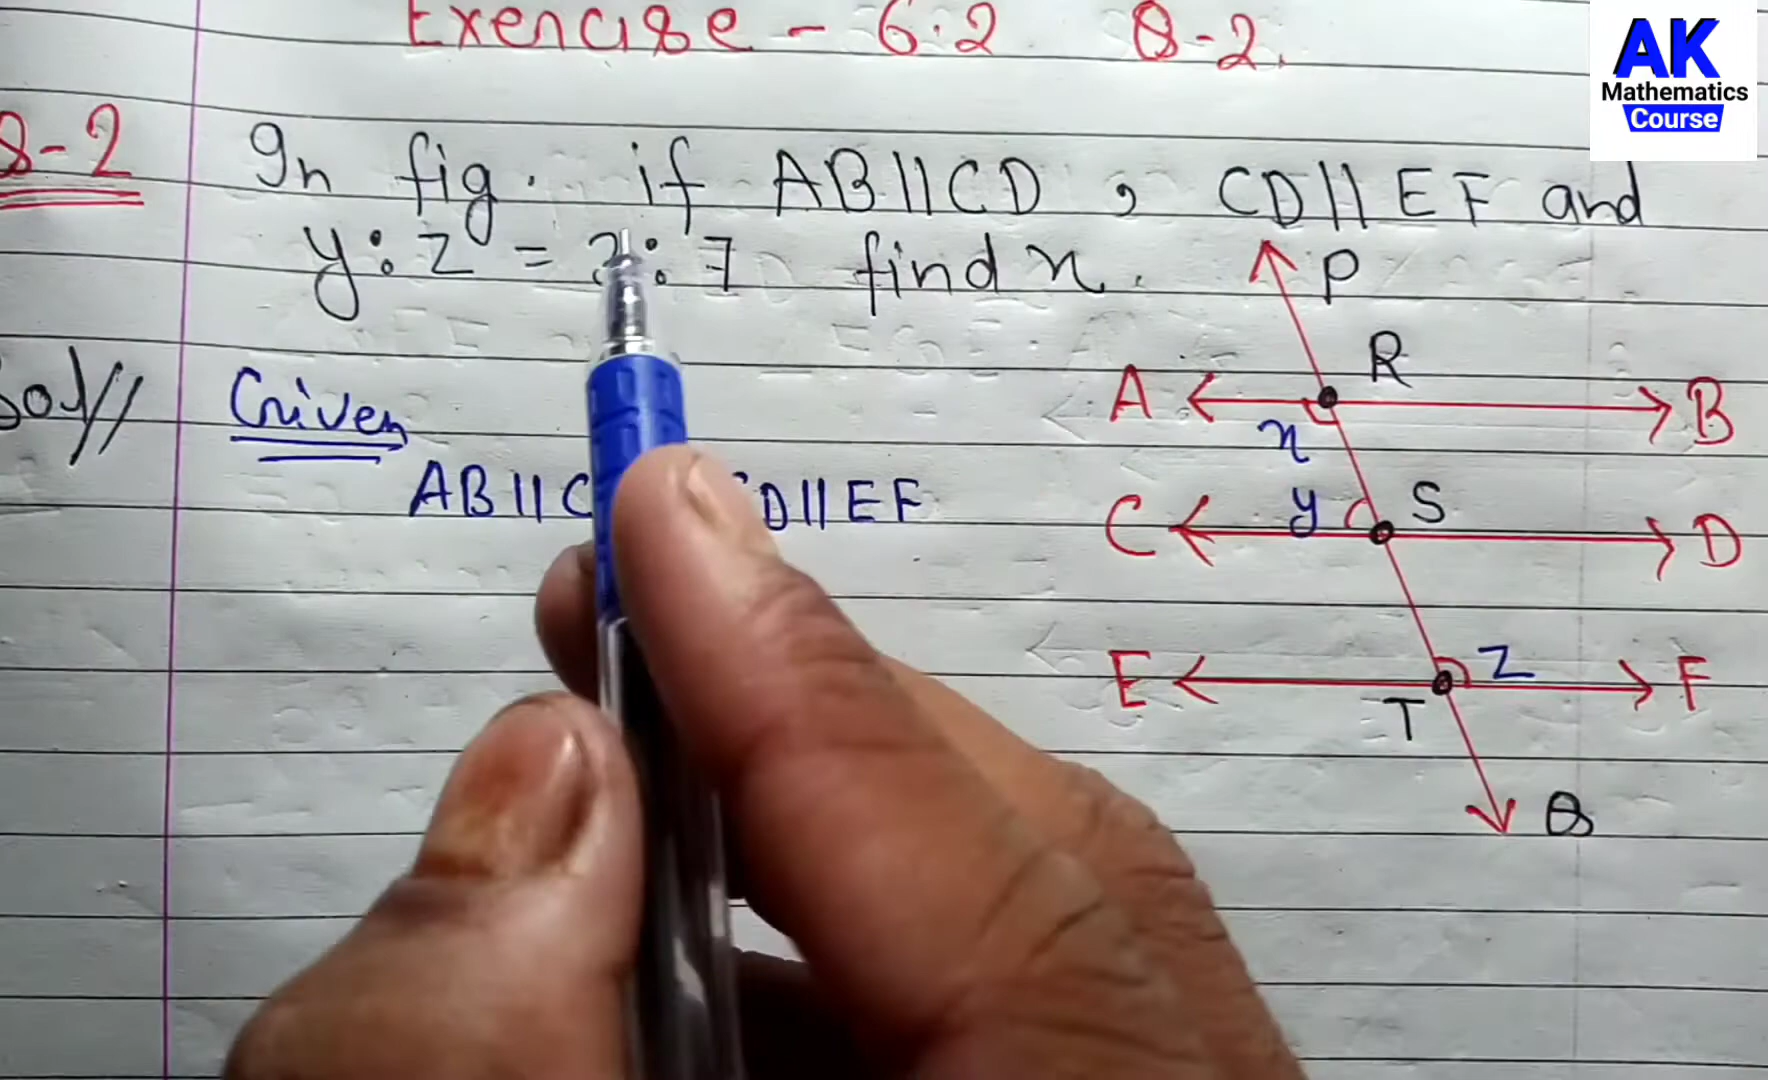 Exercise - 6.2 Q-2.
AK
Mathematics
Course
Q-2 In fig. if AB||CD, CD||EF and
y:z = 3:7 find x.
P
Sol// Given
R
A B
x
AB||C D||EF
C y S D
E z F
T
Q